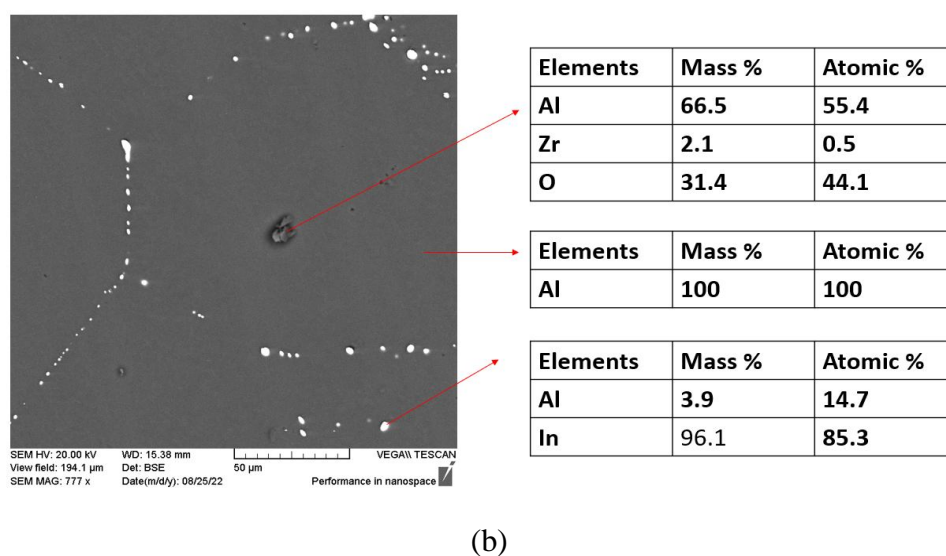 Elements Mass % Atomic %
Al 66.5 55.4
Zr 2.1 0.5
O 31.4 44.1
Elements Mass % Atomic %
Al 100 100
Elements Mass % Atomic %
Al 3.9 14.7
In 96.1 85.3
SEM HV: 20.00 kV WD: 15.38 mm VEGA\\ TESCAN
View field: 194.1 µm Det: BSE 50 µm
SEM MAG: 777 x Date(m/d/y): 08/25/22 Performance in nanospace
(b)